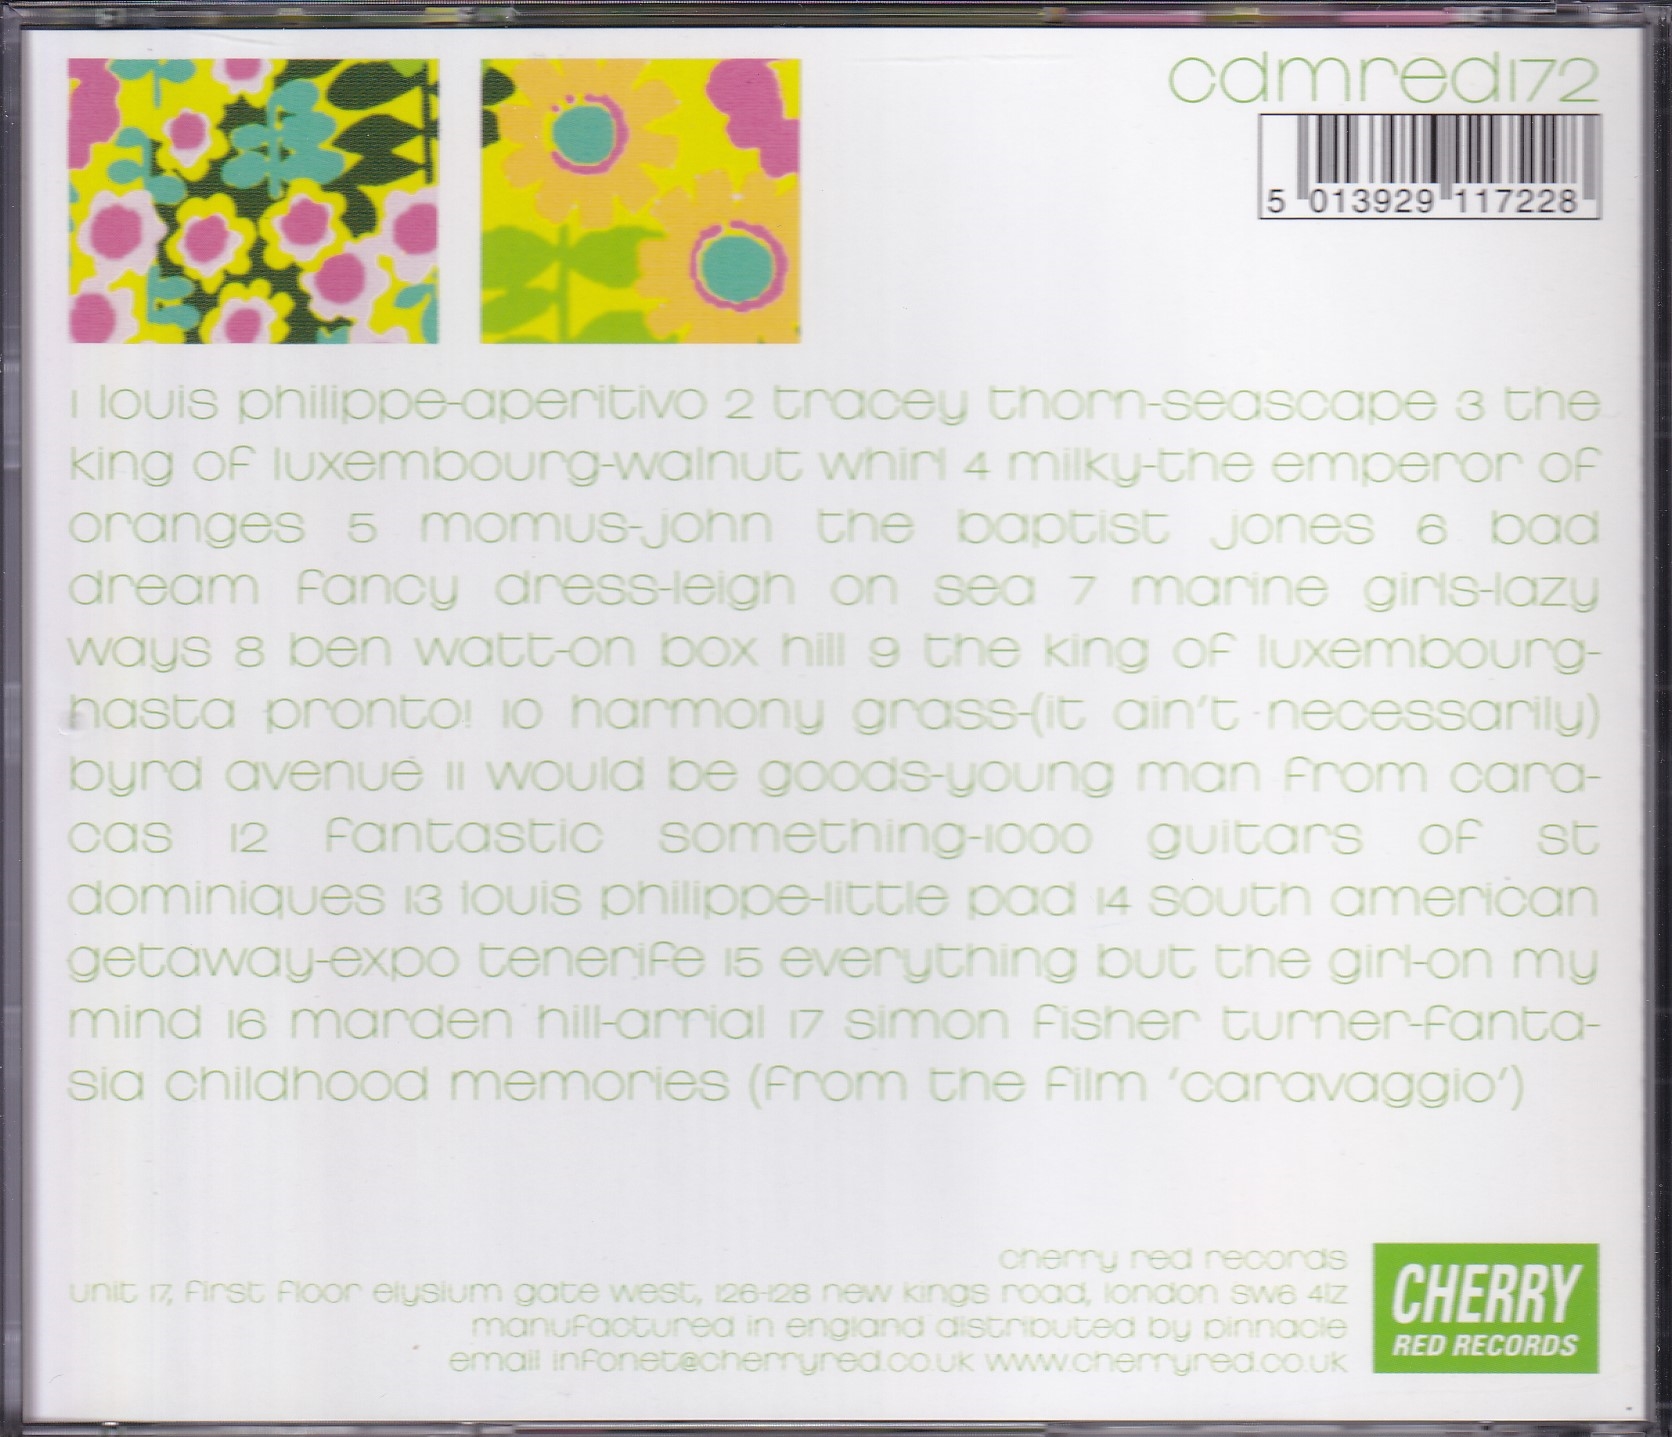 cdmred172
5 013929 117228
1 louis philippe-aperitivo 2 tracey thorn-seascape 3 the
king of luxembourg-walnut whirl 4 milky-the emperor of
oranges 5 momus-john the baptist jones 6 bad
dream fancy dress-leigh on sea 7 marine girls-lazy
ways 8 ben watt-on box hill 9 the king of luxembourg-
hasta pronto! 10 harmony grass-(it ain't necessarily)
byrd avenue 11 would be goods-young man from cara-
cas 12 fantastic something-1000 guitars of st
dominiques 13 louis philippe-little pad 14 south american
getaway-expo tenerife 15 everything but the girl-on my
mind 16 marden hill-arrial 17 simon fisher turner-fanta-
sia childhood memories (from the film 'caravaggio')
cherry red records
unit 17, first floor elysium gate west, 126-128 new kings road, london sw6 4lz
manufactured in england distributed by pinnacle
email infonet@cherryred.co.uk www.cherryred.co.uk
CHERRY
RED RECORDS